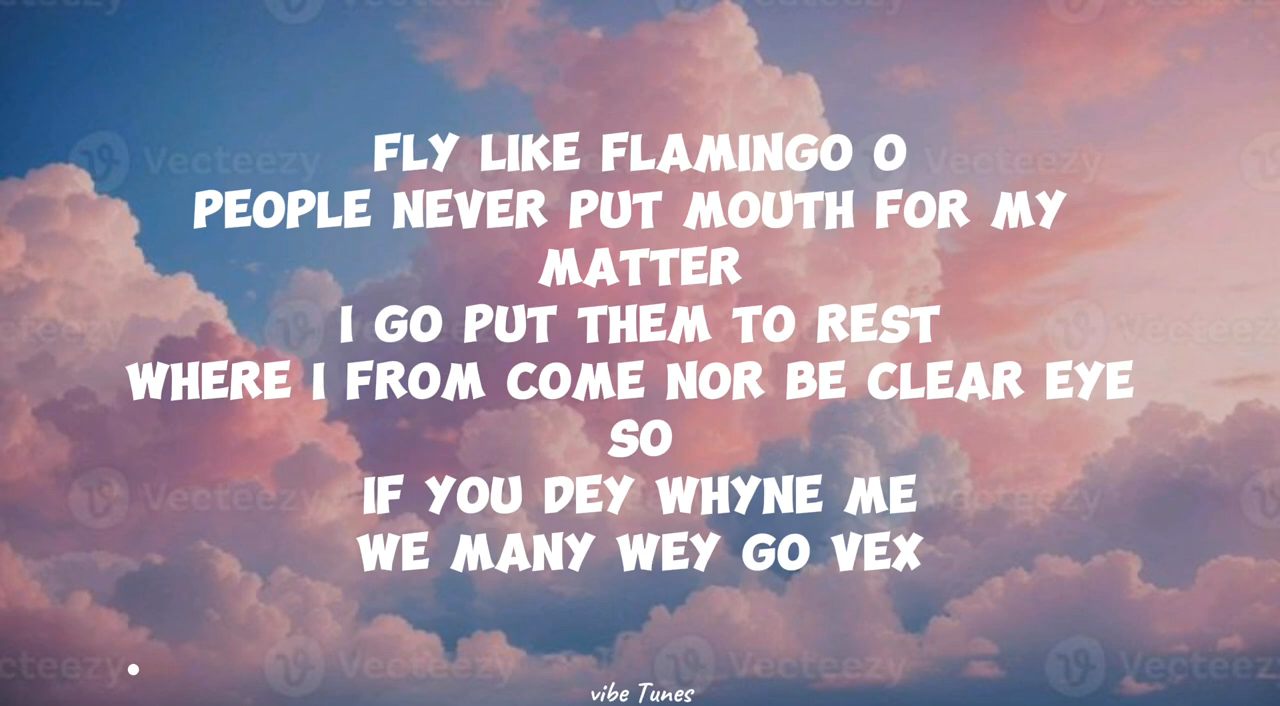 FLY LIKE FLAMINGO O
PEOPLE NEVER PUT MOUTH FOR MY
MATTER
I GO PUT THEM TO REST
WHERE I FROM COME NOR BE CLEAR EYE
SO
IF YOU DEY WHYNE ME
WE MANY WEY GO VEX
vibe Tunes
Vecteezy